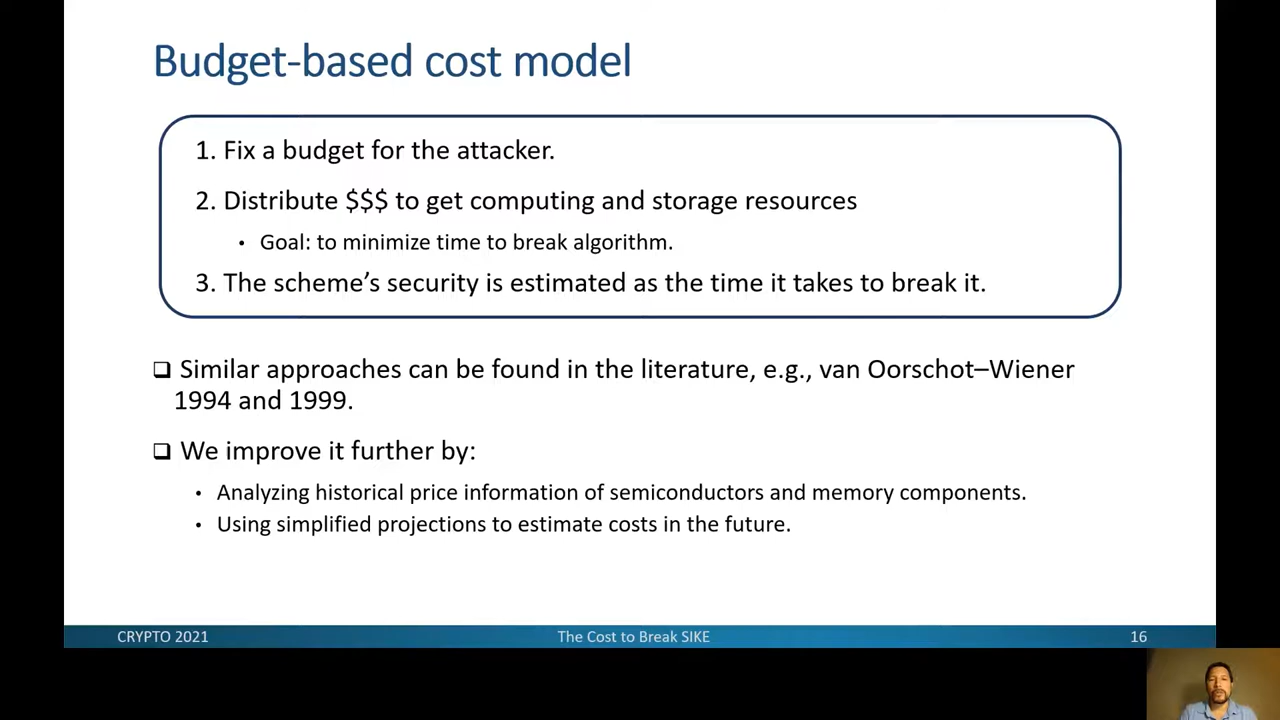 Budget-based cost model
1. Fix a budget for the attacker.
2. Distribute $$$ to get computing and storage resources
• Goal: to minimize time to break algorithm.
3. The scheme’s security is estimated as the time it takes to break it.
❑ Similar approaches can be found in the literature, e.g., van Oorschot–Wiener
1994 and 1999.
❑ We improve it further by:
• Analyzing historical price information of semiconductors and memory components.
• Using simplified projections to estimate costs in the future.
CRYPTO 2021 The Cost to Break SIKE 16